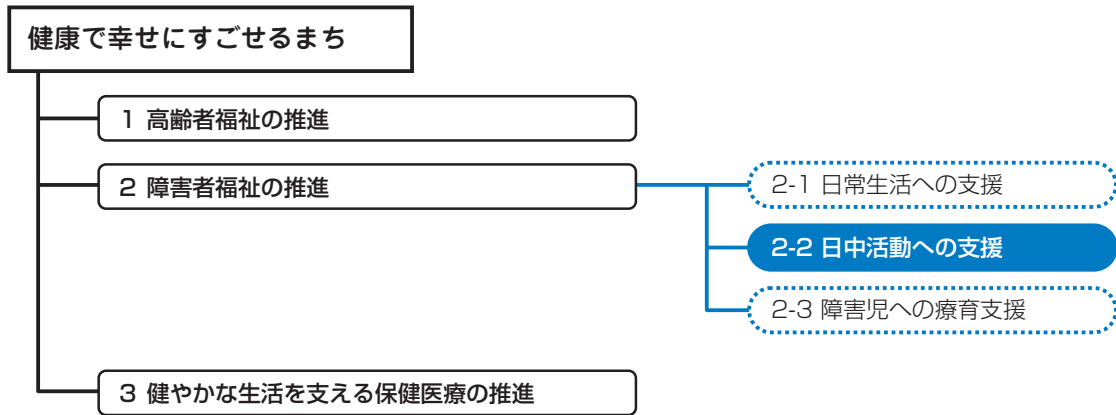 健康で幸せにすごせるまち
1 高齢者福祉の推進
2 障害者福祉の推進
2-1 日常生活への支援
2-2 日中活動への支援
2-3 障害児への療育支援
3 健やかな生活を支える保健医療の推進